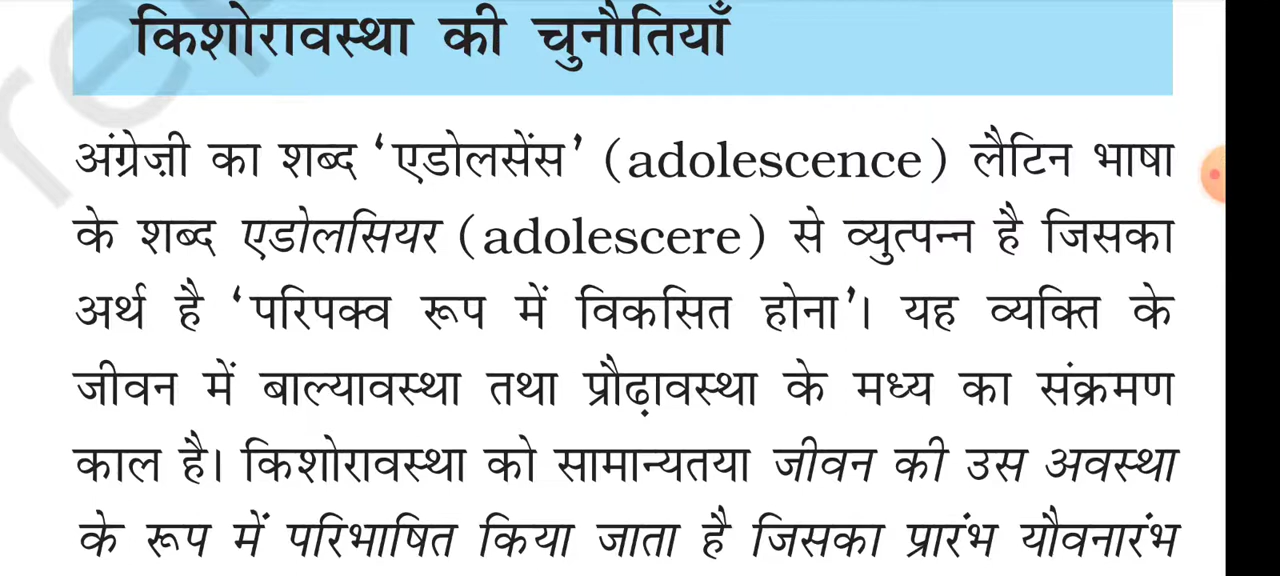 किशोरावस्था की चुनौतियाँ
अंग्रेज़ी का शब्द ‘एडोलसेंस’ (adolescence) लैटिन भाषा
के शब्द एडोलसियर (adolescere) से व्युत्पन्न है जिसका
अर्थ है ‘परिपक्व रूप में विकसित होना’। यह व्यक्ति के
जीवन में बाल्यावस्था तथा प्रौढ़ावस्था के मध्य का संक्रमण
काल है। किशोरावस्था को सामान्यतया जीवन की उस अवस्था
के रूप में परिभाषित किया जाता है जिसका प्रारंभ यौवनारंभ